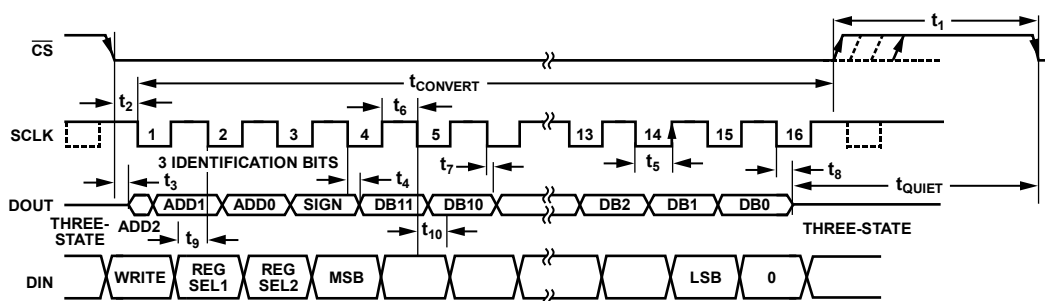 t1
CS
tCONVERT
t2
t6
SCLK
1 2 3 4 5 13 14 15 16
3 IDENTIFICATION BITS
t3 t4 t7 t5 t8
tQUIET
DOUT
ADD1 ADD0 SIGN DB11 DB10 DB2 DB1 DB0
THREE-STATE
ADD2
THREE-STATE
t9 t10
DIN
WRITE
REG SEL1
REG SEL2
MSB
LSB
0